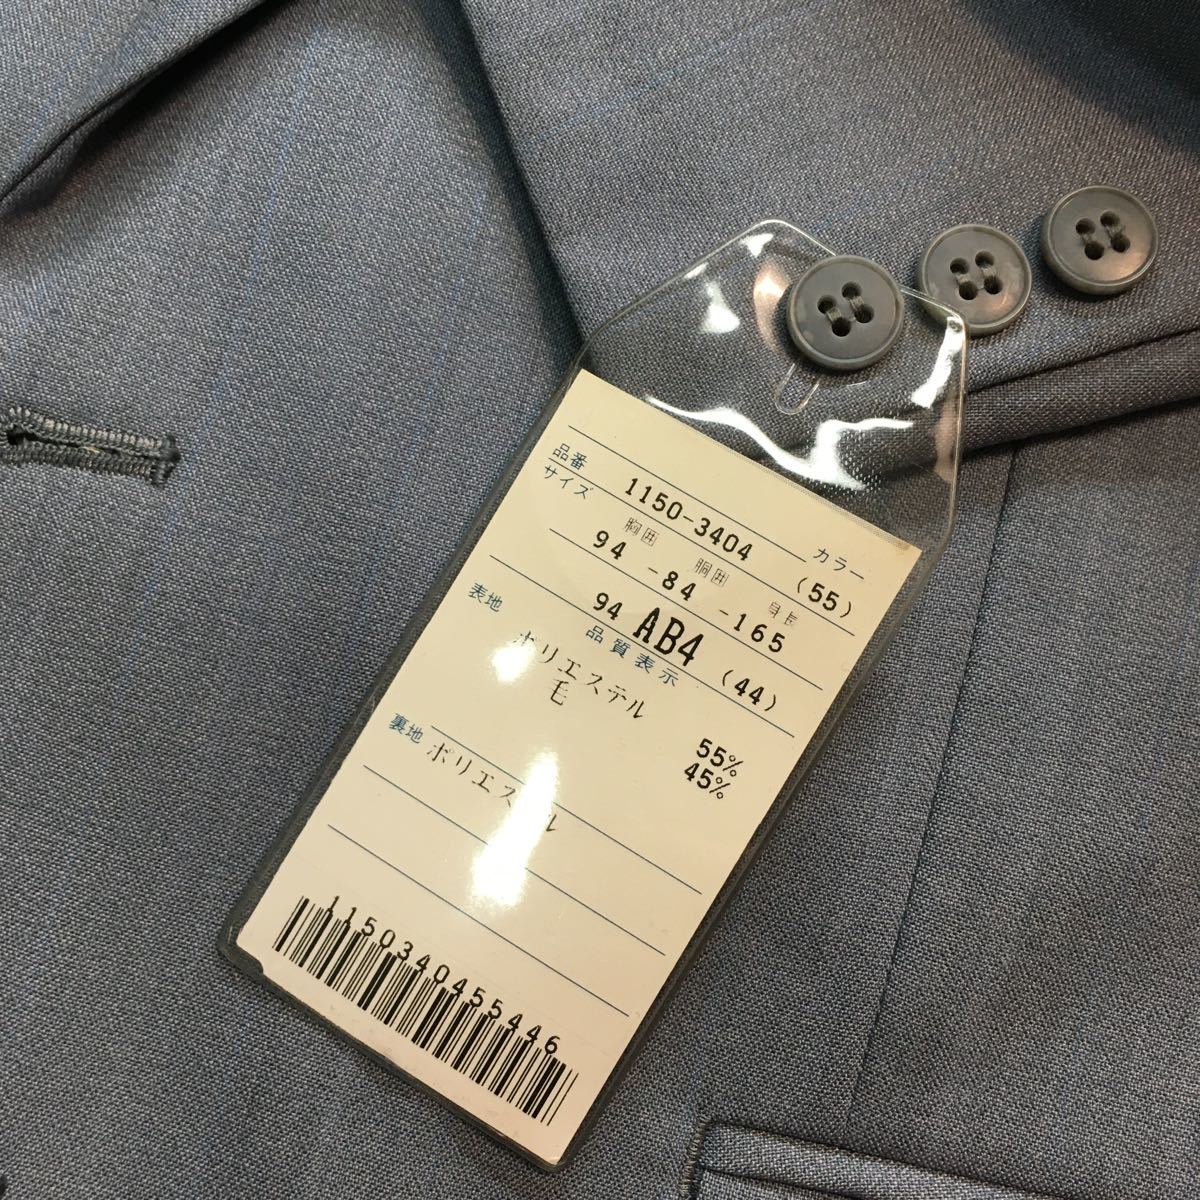 品番 1150-3404 カラー (55)
サイズ 胸囲 胴囲 身長
94 -84 -165
94 AB4 (44)
品質表示
表地 ポリエステル 55%
毛 45%
裏地 ポリエステル
1150340455446